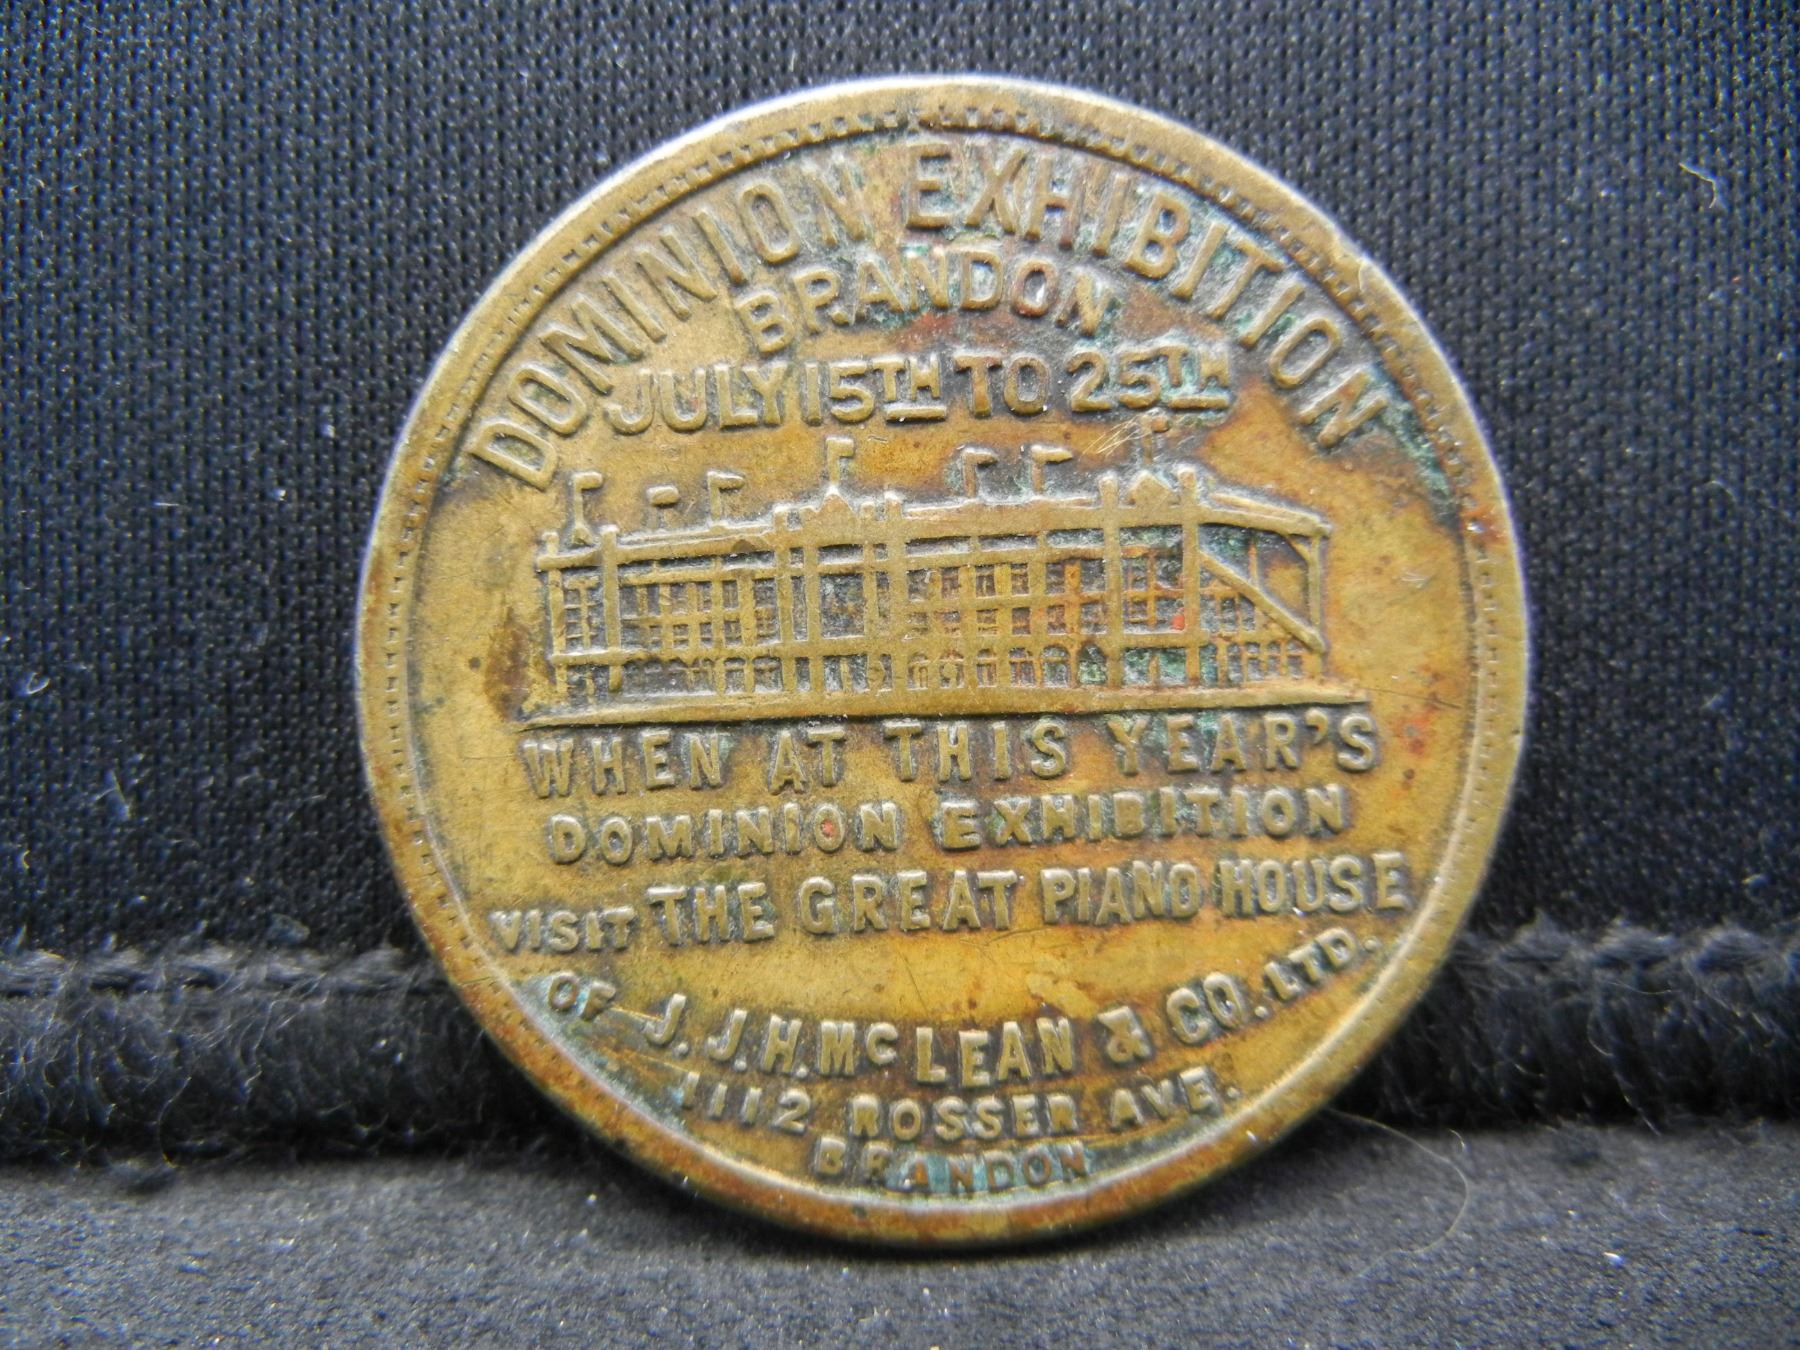 DOMINION EXHIBITION
BRANDON
JULY 15TH TO 25TH
WHEN AT THIS YEAR'S
DOMINION EXHIBITION
VISIT THE GREAT PIANO HOUSE
OF J.J.H. McLEAN & CO. LTD.
1112 ROSSER AVE.
BRANDON